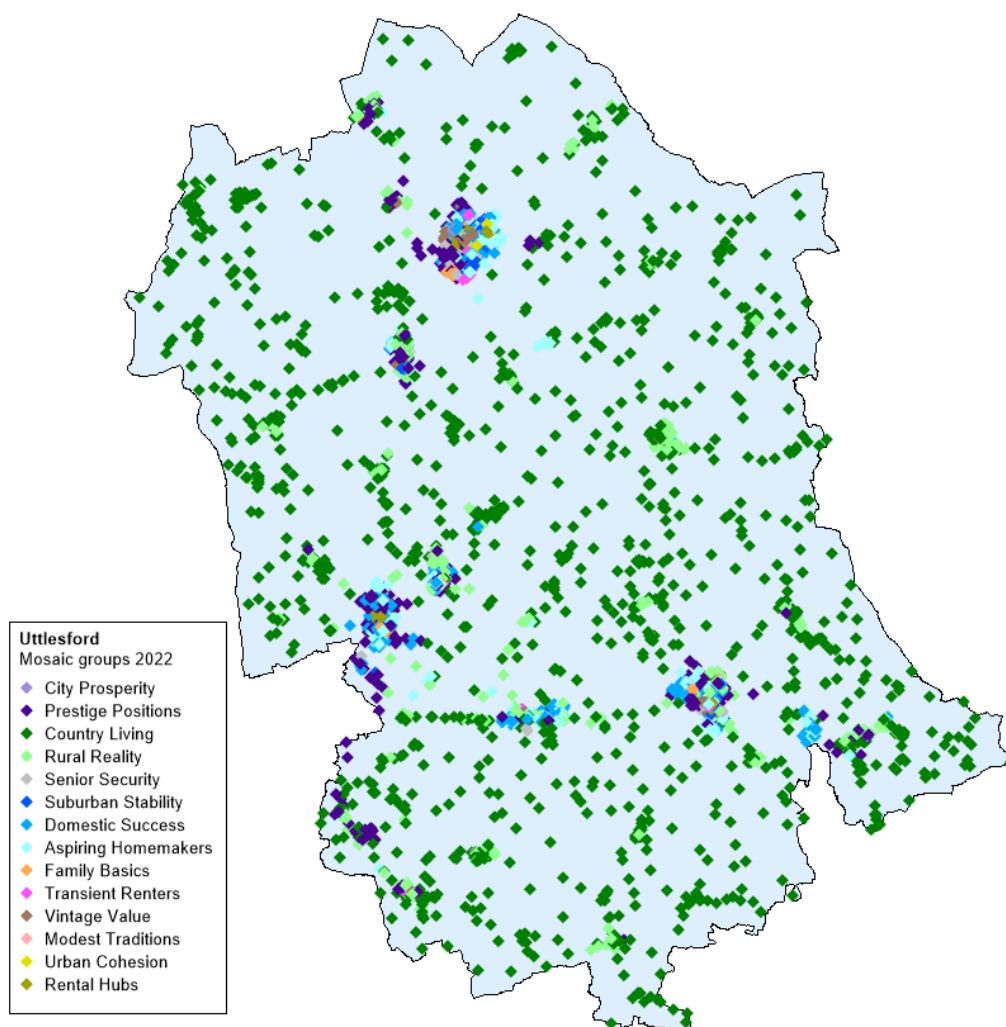 Uttlesford
Mosaic groups 2022
City Prosperity
Prestige Positions
Country Living
Rural Reality
Senior Security
Suburban Stability
Domestic Success
Aspiring Homemakers
Family Basics
Transient Renters
Vintage Value
Modest Traditions
Urban Cohesion
Rental Hubs